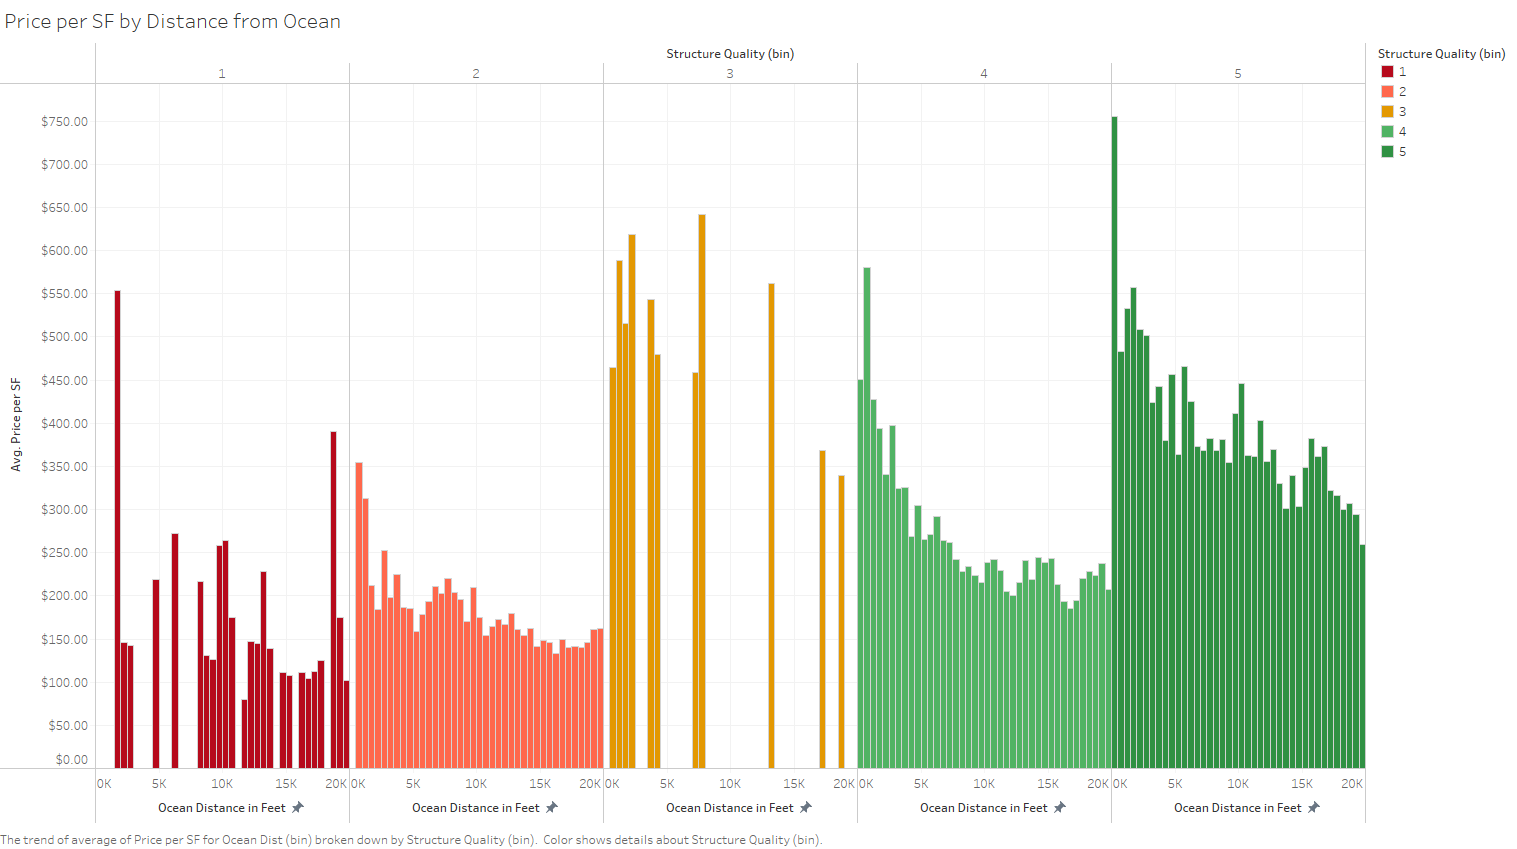 Price per SF by Distance from Ocean
Structure Quality (bin)
1 2 3 4 5
Structure Quality (bin)
1
2
3
4
5
$750.00
$700.00
$650.00
$600.00
$550.00
$500.00
$450.00
$400.00
$350.00
$300.00
$250.00
$200.00
$150.00
$100.00
$50.00
$0.00
Avg. Price per SF
0K 5K 10K 15K 20K 0K 5K 10K 15K 20K 0K 5K 10K 15K 20K 0K 5K 10K 15K 20K 0K 5K 10K 15K 20K
Ocean Distance in Feet Ocean Distance in Feet Ocean Distance in Feet Ocean Distance in Feet Ocean Distance in Feet
The trend of average of Price per SF for Ocean Dist (bin) broken down by Structure Quality (bin).  Color shows details about Structure Quality (bin).